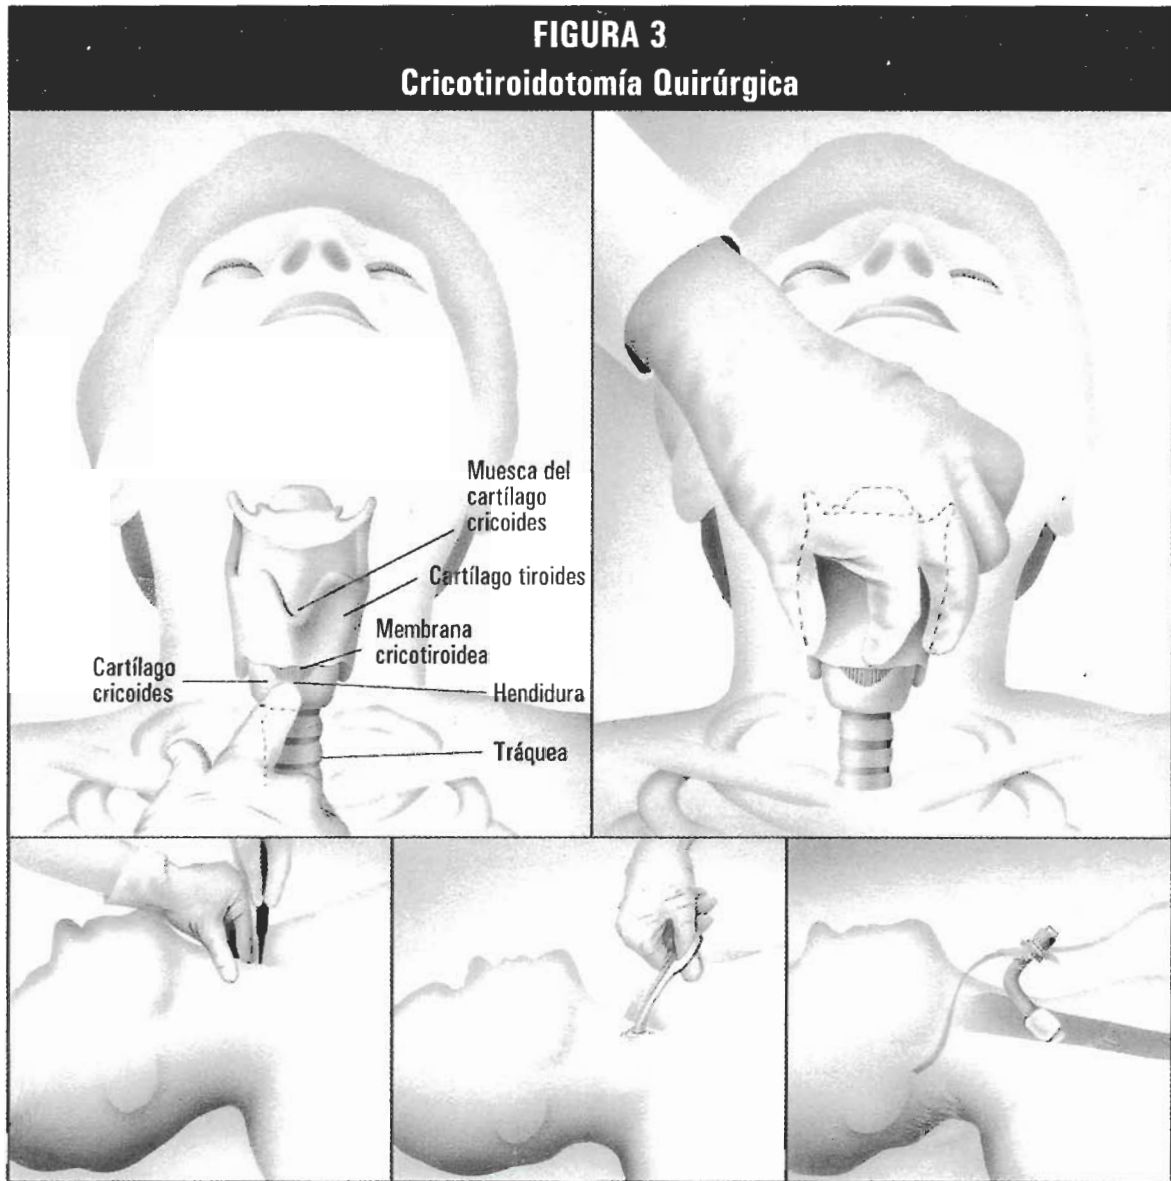 FIGURA 3
Cricotiroidotomía Quirúrgica
Muesca del
cartílago
cricoides
Cartílago tiroides
Membrana
cricotiroidea
Cartílago
cricoides
Hendidura
Tráquea